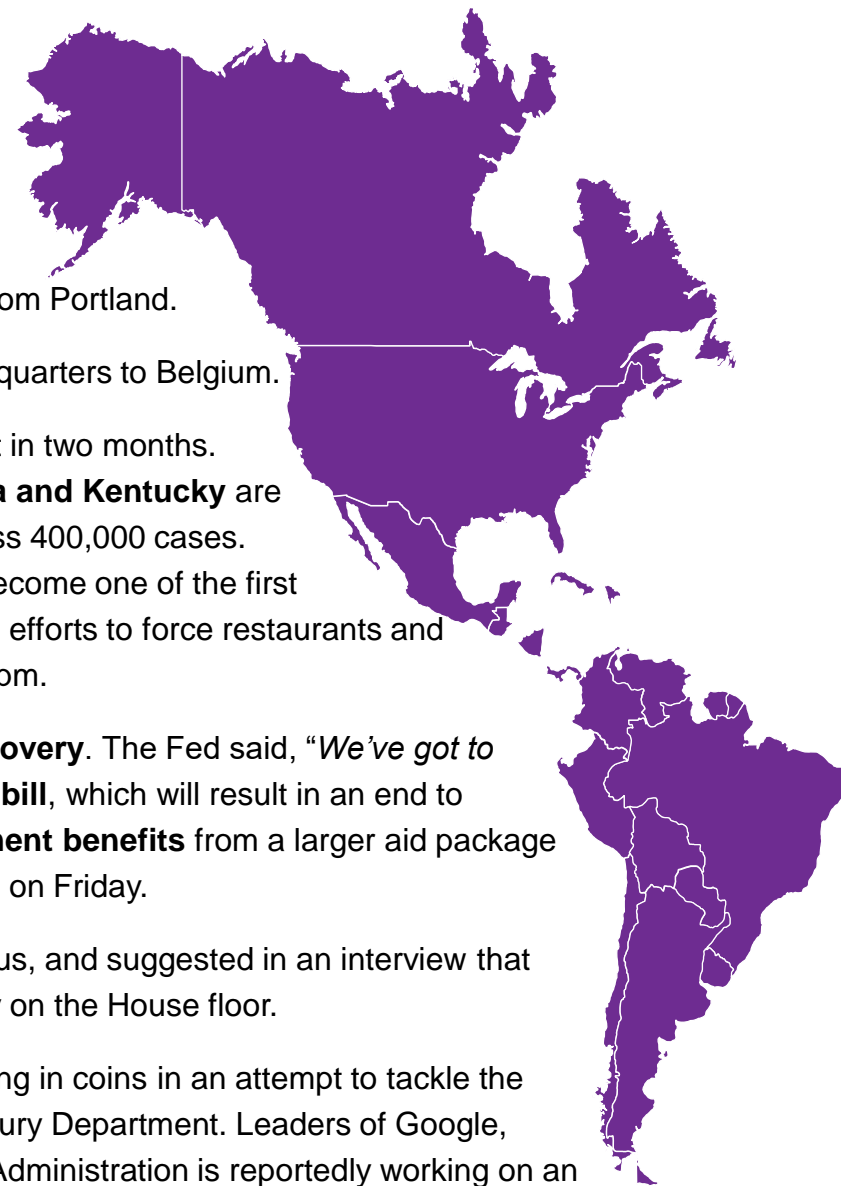 om Portland.
quarters to Belgium.
in two months.
a and Kentucky are
ss 400,000 cases.
ecome one of the first
efforts to force restaurants and
om.
overy. The Fed said, “We’ve got to
bill, which will result in an end to
nent benefits from a larger aid package
on Friday.
us, and suggested in an interview that
on the House floor.
ng in coins in an attempt to tackle the
ury Department. Leaders of Google,
Administration is reportedly working on an